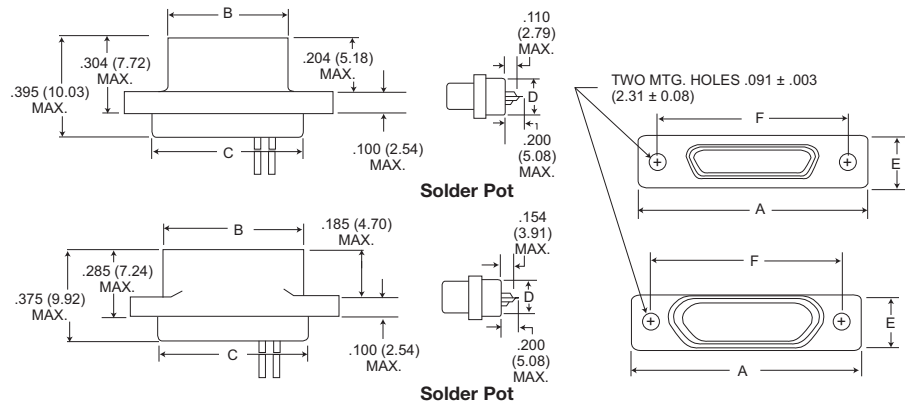 B
.304 (7.72)
MAX.
.204 (5.18)
MAX.
.395 (10.03)
MAX.
C
.100 (2.54)
MAX.
.110
(2.79)
MAX.
D
.200
(5.08)
MAX.
Solder Pot
TWO MTG. HOLES .091 ± .003
(2.31 ± 0.08)
F
E
A
B
.185 (4.70)
MAX.
.285 (7.24)
MAX.
.375 (9.92)
MAX.
C
.100 (2.54)
MAX.
.154
(3.91)
MAX.
D
.200
(5.08)
MAX.
Solder Pot
F
E
A